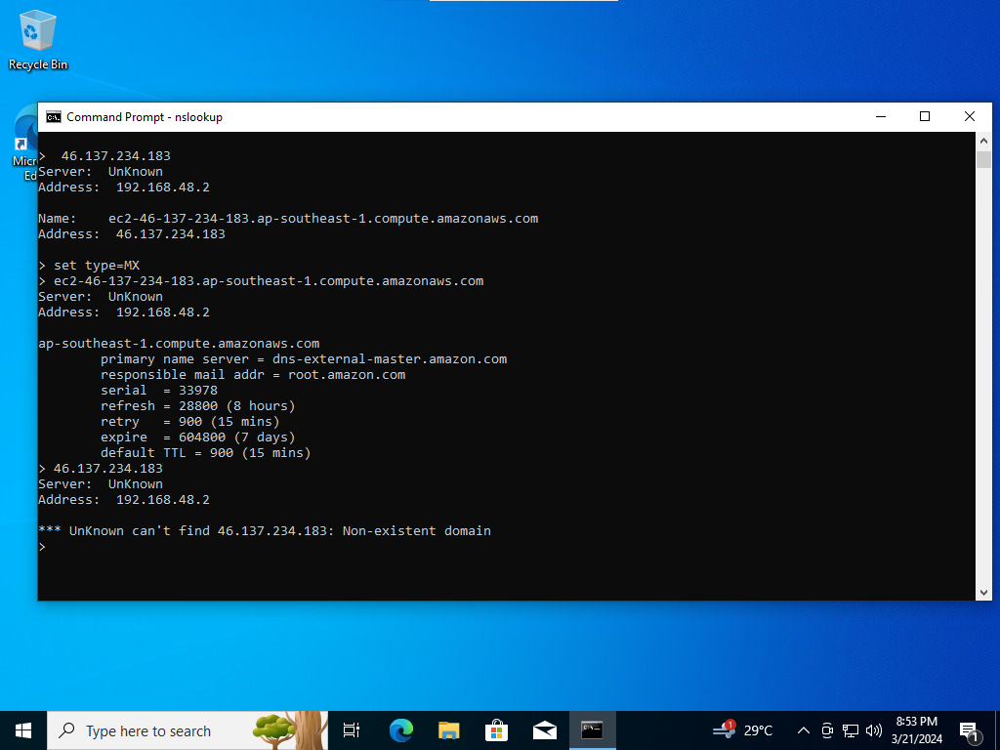 Recycle Bin
Micr
Ed
Command Prompt - nslookup
>  46.137.234.183
Server:  UnKnown
Address:  192.168.48.2
Name:    ec2-46-137-234-183.ap-southeast-1.compute.amazonaws.com
Address:  46.137.234.183
> set type=MX
> ec2-46-137-234-183.ap-southeast-1.compute.amazonaws.com
Server:  UnKnown
Address:  192.168.48.2
ap-southeast-1.compute.amazonaws.com
        primary name server = dns-external-master.amazon.com
        responsible mail addr = root.amazon.com
        serial  = 33978
        refresh = 28800 (8 hours)
        retry   = 900 (15 mins)
        expire  = 604800 (7 days)
        default TTL = 900 (15 mins)
> 46.137.234.183
Server:  UnKnown
Address:  192.168.48.2
*** UnKnown can't find 46.137.234.183: Non-existent domain
>
Type here to search
1
29°C
8:53 PM
3/21/2024
1